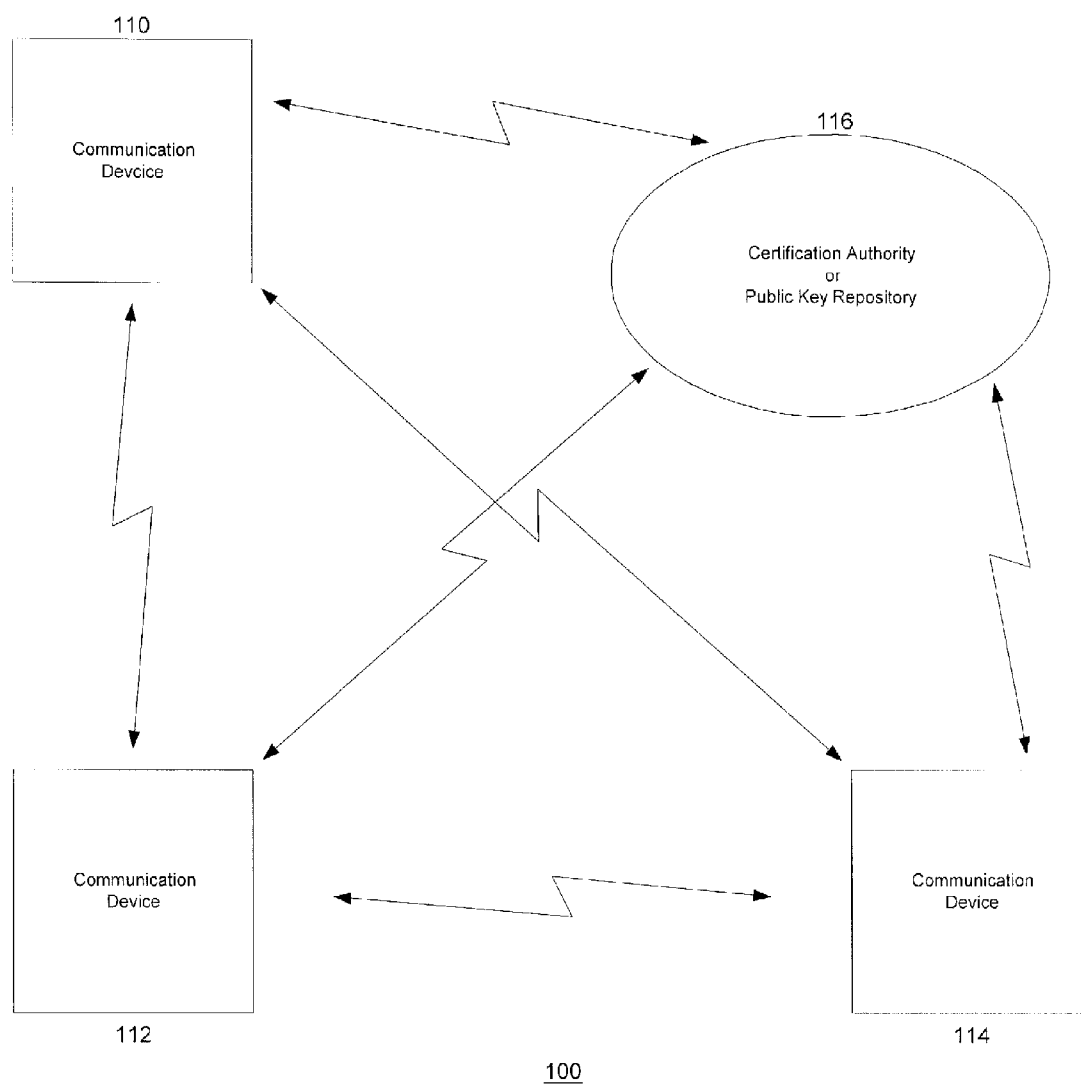 110
Communication
Devcice
116
Certification Authority
or
Public Key Repository
Communication
Device
Communication
Device
112
114
100